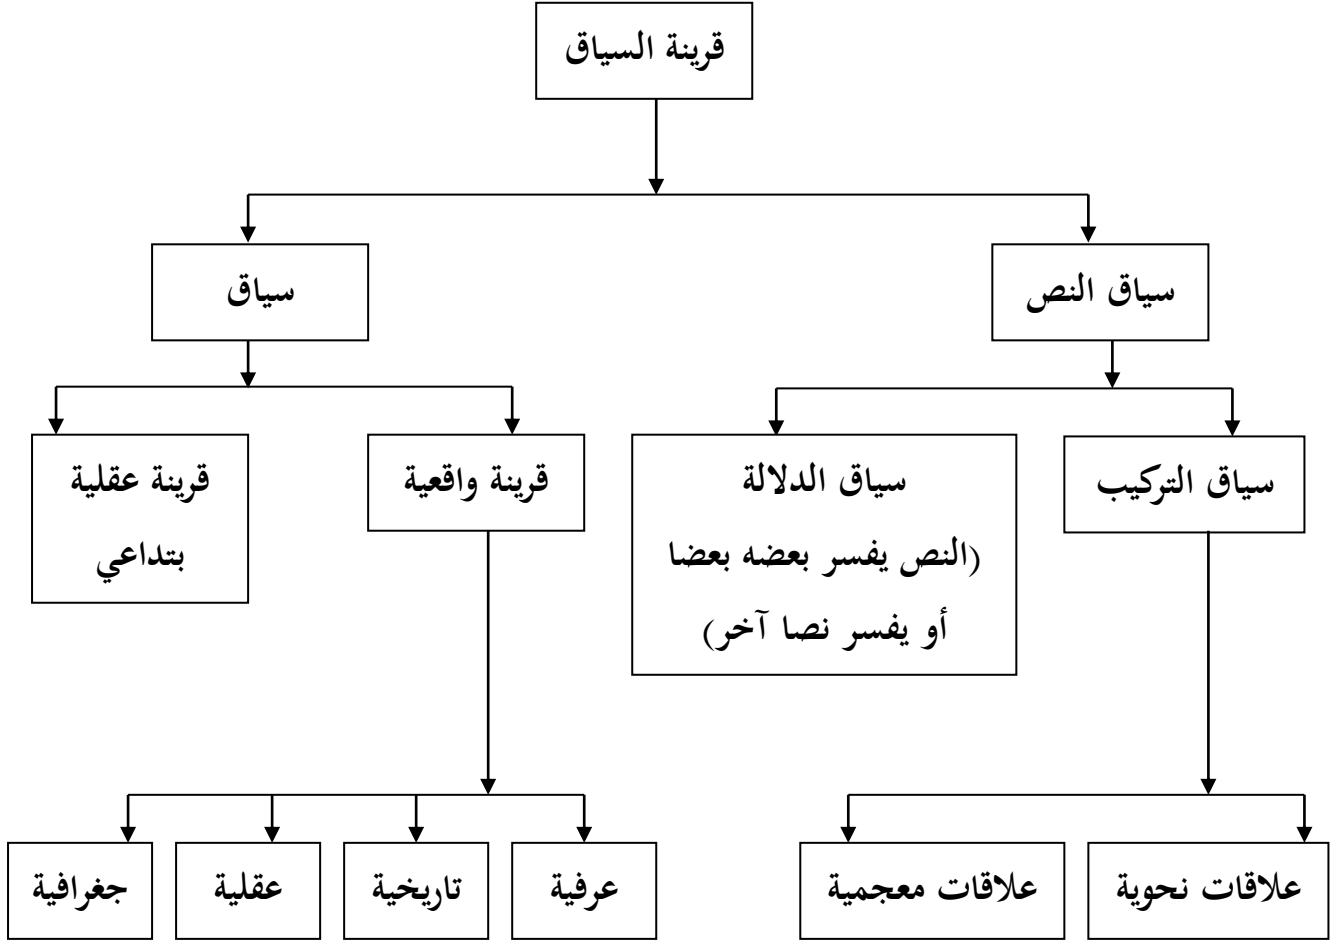 قرينة السياق
سياق النص
سياق
سياق التركيب
سياق الدلالة
(النص يفسر بعضه بعضا
أو يفسر نصا آخر)
قرينة واقعية
قرينة عقلية
بتداعي
علاقات نحوية
علاقات معجمية
عرفية
تاريخية
عقلية
جغرافية